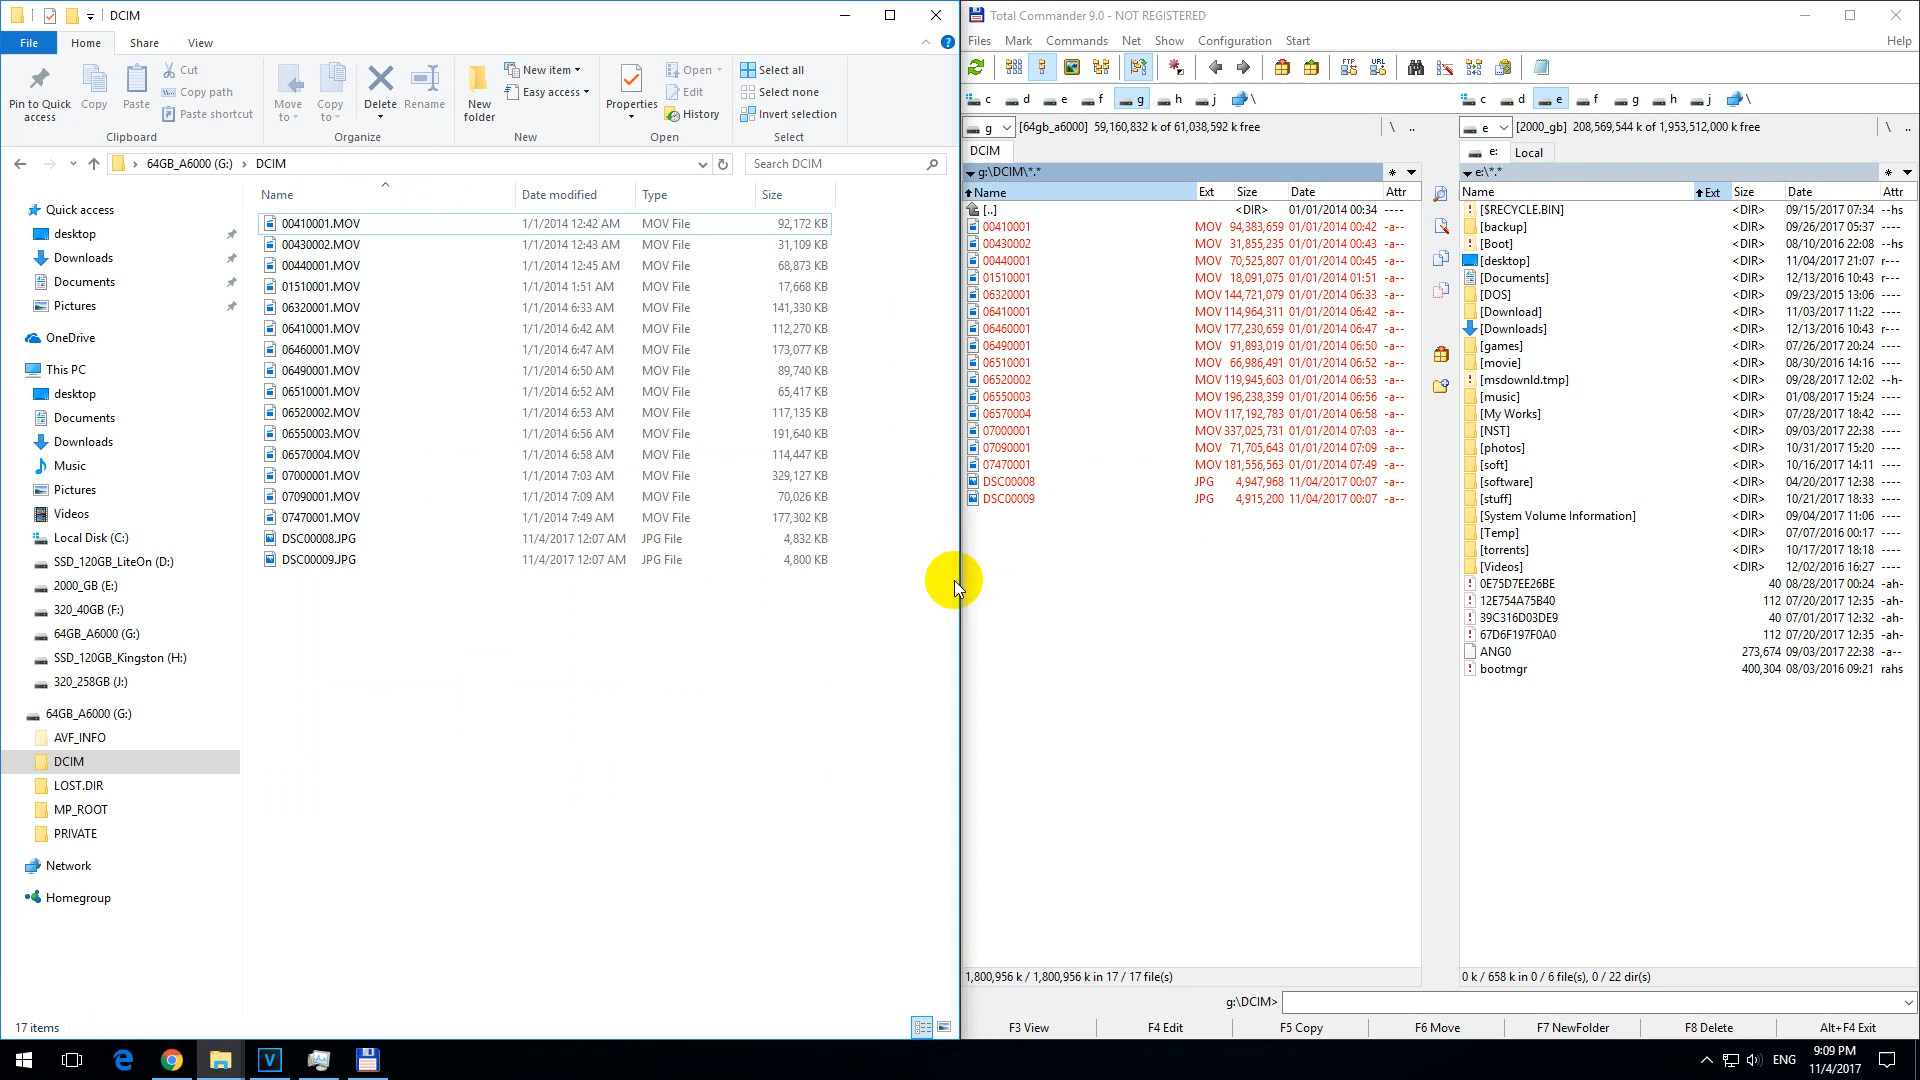 DCIM
File Home Share View
Pin to Quick access
Copy
Paste
Cut
Copy path
Paste shortcut
Clipboard
Move to
Copy to
Delete
Rename
Organize
New folder
New item
Easy access
New
Properties
Open
Edit
History
Open
Select all
Select none
Invert selection
Select
64GB_A6000 (G:) › DCIM
Search DCIM
Quick access
desktop
Downloads
Documents
Pictures
OneDrive
This PC
desktop
Documents
Downloads
Music
Pictures
Videos
Local Disk (C:)
SSD_120GB_LiteOn (D:)
2000_GB (E:)
320_40GB (F:)
64GB_A6000 (G:)
SSD_120GB_Kingston (H:)
320_258GB (J:)
64GB_A6000 (G:)
AVF_INFO
DCIM
LOST.DIR
MP_ROOT
PRIVATE
Network
Homegroup
Name Date modified Type Size
00410001.MOV 1/1/2014 12:42 AM MOV File 92,172 KB
00430002.MOV 1/1/2014 12:43 AM MOV File 31,109 KB
00440001.MOV 1/1/2014 12:45 AM MOV File 68,873 KB
01510001.MOV 1/1/2014 1:51 AM MOV File 17,668 KB
06320001.MOV 1/1/2014 6:33 AM MOV File 141,330 KB
06410001.MOV 1/1/2014 6:42 AM MOV File 112,270 KB
06460001.MOV 1/1/2014 6:47 AM MOV File 173,077 KB
06490001.MOV 1/1/2014 6:50 AM MOV File 89,740 KB
06510001.MOV 1/1/2014 6:52 AM MOV File 65,417 KB
06520002.MOV 1/1/2014 6:53 AM MOV File 117,135 KB
06550003.MOV 1/1/2014 6:56 AM MOV File 191,640 KB
06570004.MOV 1/1/2014 6:58 AM MOV File 114,447 KB
07000001.MOV 1/1/2014 7:03 AM MOV File 329,127 KB
07090001.MOV 1/1/2014 7:09 AM MOV File 70,026 KB
07470001.MOV 1/1/2014 7:49 AM MOV File 177,302 KB
DSC00008.JPG 11/4/2017 12:07 AM JPG File 4,832 KB
DSC00009.JPG 11/4/2017 12:07 AM JPG File 4,800 KB
17 items
Total Commander 9.0 - NOT REGISTERED
Files Mark Commands Net Show Configuration Start Help
FTP URL
c d e f g h j \
c d e f g h j \
g [64gb_a6000] 59,160,832 k of 61,038,592 k free \ ..
e [2000_gb] 208,569,544 k of 1,953,512,000 k free \ ..
DCIM
e: Local
g:\DCIM\*.* * 
e:\*.* *
Name Ext Size Date Attr
[..] <DIR> 01/01/2014 00:34 ----
00410001 MOV 94,383,659 01/01/2014 00:42 -a--
00430002 MOV 31,855,235 01/01/2014 00:43 -a--
00440001 MOV 70,525,807 01/01/2014 00:45 -a--
01510001 MOV 18,091,075 01/01/2014 01:51 -a--
06320001 MOV 144,721,079 01/01/2014 06:33 -a--
06410001 MOV 114,964,311 01/01/2014 06:42 -a--
06460001 MOV 177,230,659 01/01/2014 06:47 -a--
06490001 MOV 91,893,019 01/01/2014 06:50 -a--
06510001 MOV 66,986,491 01/01/2014 06:52 -a--
06520002 MOV 119,945,603 01/01/2014 06:53 -a--
06550003 MOV 196,238,359 01/01/2014 06:56 -a--
06570004 MOV 117,192,783 01/01/2014 06:58 -a--
07000001 MOV 337,025,731 01/01/2014 07:03 -a--
07090001 MOV 71,705,643 01/01/2014 07:09 -a--
07470001 MOV 181,556,563 01/01/2014 07:49 -a--
DSC00008 JPG 4,947,968 11/04/2017 00:07 -a--
DSC00009 JPG 4,915,200 11/04/2017 00:07 -a--
Name Ext Size Date Attr
[$RECYCLE.BIN] <DIR> 09/15/2017 07:34 --hs
[backup] <DIR> 09/26/2017 05:37 ----
[Boot] <DIR> 08/10/2016 22:08 --hs
[desktop] <DIR> 11/04/2017 21:07 r---
[Documents] <DIR> 12/13/2016 10:43 r---
[DOS] <DIR> 09/23/2015 13:06 ----
[Download] <DIR> 11/03/2017 11:22 ----
[Downloads] <DIR> 12/13/2016 10:43 r---
[games] <DIR> 07/26/2017 20:24 ----
[movie] <DIR> 08/30/2016 14:16 ----
[msdownld.tmp] <DIR> 09/28/2017 12:02 --h-
[music] <DIR> 01/08/2017 15:24 ----
[My Works] <DIR> 07/28/2017 18:42 ----
[NST] <DIR> 09/03/2017 22:38 ----
[photos] <DIR> 10/31/2017 15:20 ----
[soft] <DIR> 10/16/2017 14:11 ----
[software] <DIR> 04/20/2017 12:38 ----
[stuff] <DIR> 10/21/2017 18:33 ----
[System Volume Information] <DIR> 09/04/2017 11:06 ----
[Temp] <DIR> 07/07/2016 00:17 ----
[torrents] <DIR> 10/17/2017 18:18 ----
[Videos] <DIR> 12/02/2016 16:27 ----
0E75D7EE26BE 40 08/28/2017 00:24 -ah-
12E754A75B40 112 07/20/2017 12:35 -ah-
39C316D03DE9 40 07/01/2017 12:32 -ah-
67D6F197F0A0 112 07/20/2017 12:35 -ah-
ANG0 273,674 09/03/2017 22:38 -a--
bootmgr 400,304 08/03/2016 09:21 rahs
1,800,956 k / 1,800,956 k in 17 / 17 file(s)
0 k / 658 k in 0 / 6 file(s), 0 / 22 dir(s)
g:\DCIM>
F3 View F4 Edit F5 Copy F6 Move F7 NewFolder F8 Delete Alt+F4 Exit
V
ENG
9:09 PM
11/4/2017